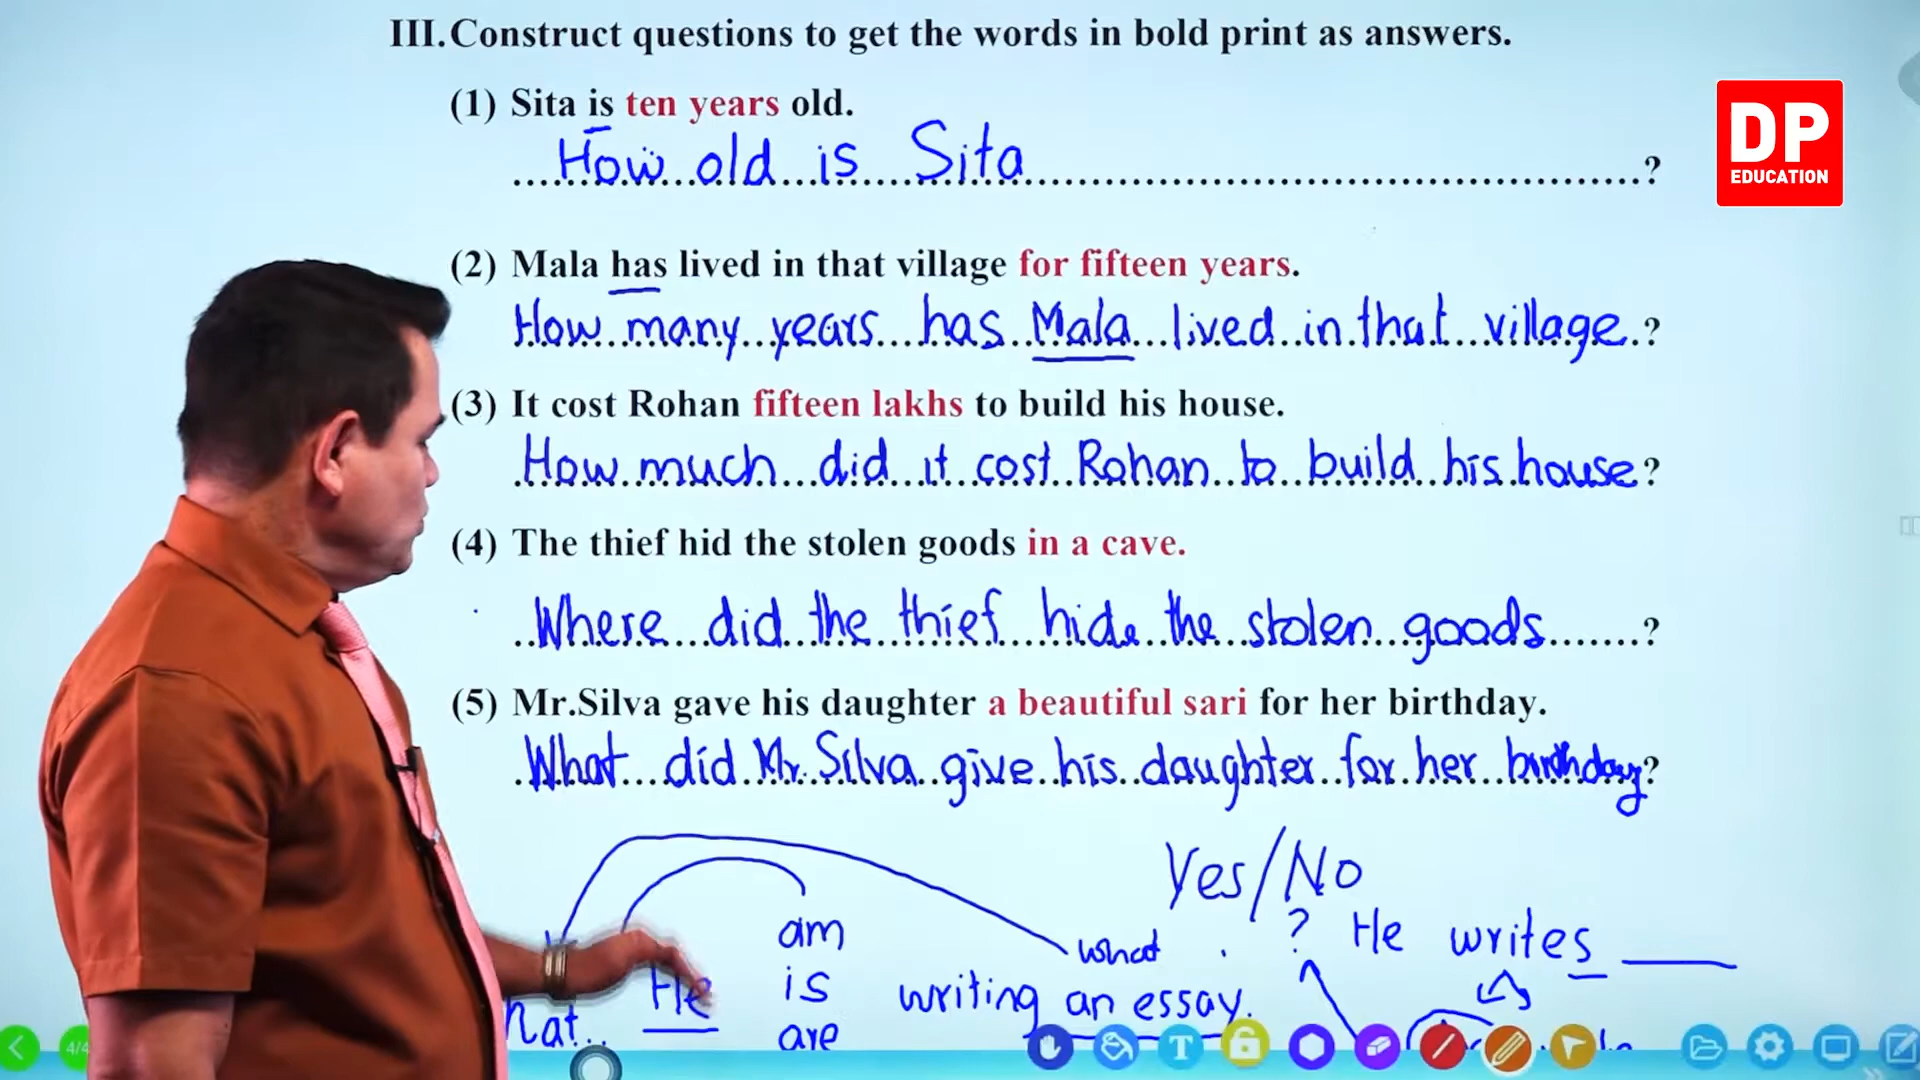 III. Construct questions to get the words in bold print as answers.
(1) Sita is ten years old.
How old is Sita ?
DP
EDUCATION
(2) Mala has lived in that village for fifteen years.
How many years has Mala lived in that village ?
(3) It cost Rohan fifteen lakhs to build his house.
How much did it cost Rohan to build his house ?
(4) The thief hid the stolen goods in a cave.
Where did the thief hide the stolen goods ?
(5) Mr.Silva gave his daughter a beautiful sari for her birthday.
What did Mr. Silva give his daughter for her birthday ?
Yes/No
am what ? He writes
He is writing an essay.
are
4/4
T